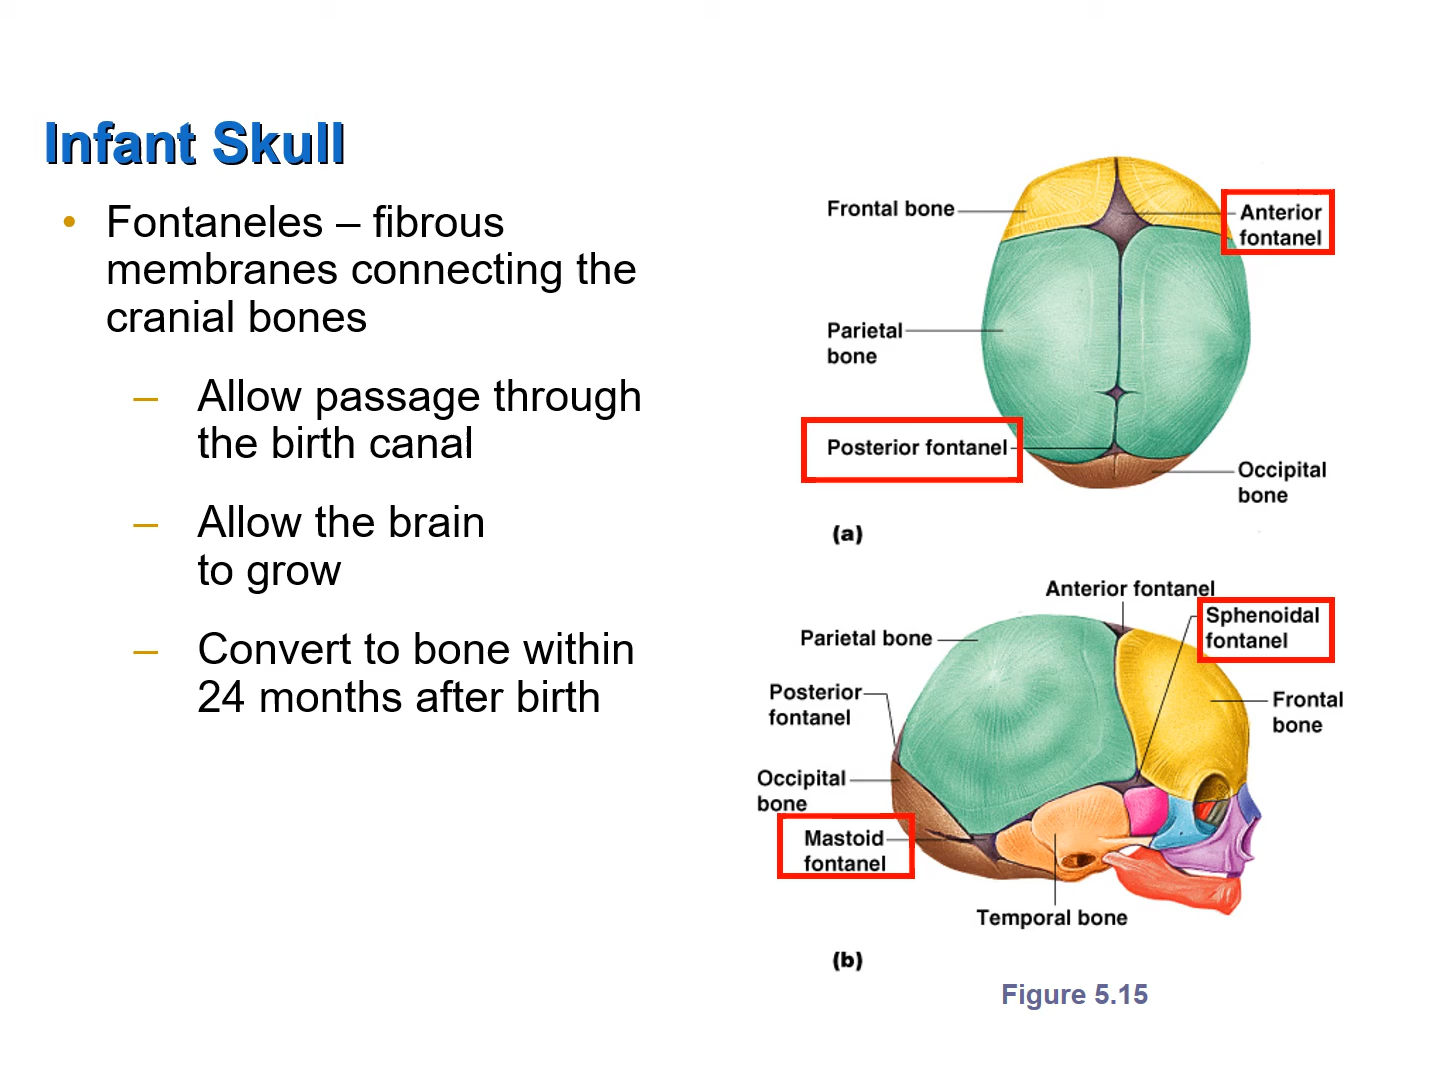 Infant Skull
• Fontaneles – fibrous
membranes connecting the
cranial bones
– Allow passage through
the birth canal
– Allow the brain
to grow
– Convert to bone within
24 months after birth
Frontal bone
Anterior
fontanel
Parietal
bone
Posterior fontanel
Occipital
bone
(a)
Anterior fontanel
Sphenoidal
fontanel
Parietal bone
Posterior
fontanel
Frontal
bone
Occipital
bone
Mastoid
fontanel
Temporal bone
(b)
Figure 5.15